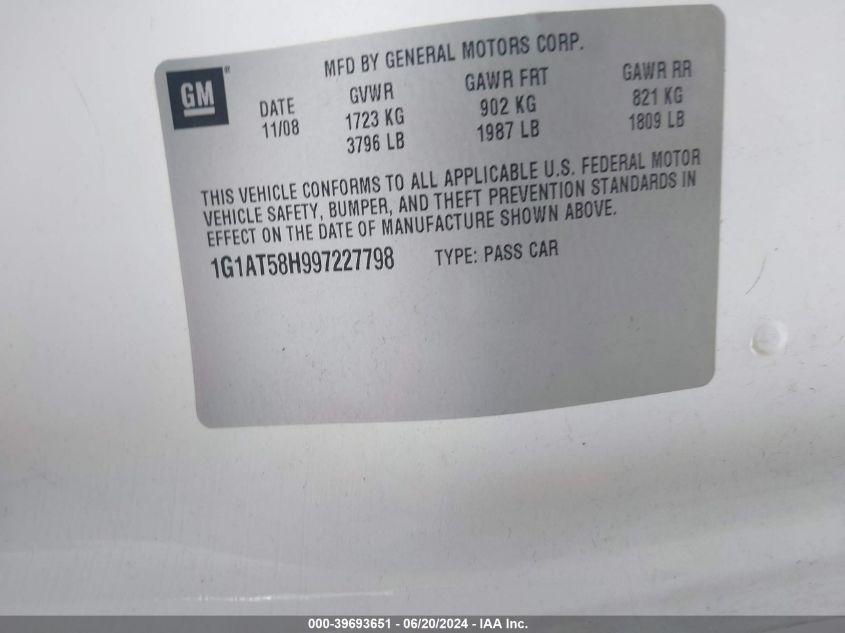 MFD BY GENERAL MOTORS CORP.
GM®
DATE GVWR GAWR FRT GAWR RR
11/08 1723 KG 902 KG 821 KG
3796 LB 1987 LB 1809 LB
THIS VEHICLE CONFORMS TO ALL APPLICABLE U.S. FEDERAL MOTOR
VEHICLE SAFETY, BUMPER, AND THEFT PREVENTION STANDARDS IN
EFFECT ON THE DATE OF MANUFACTURE SHOWN ABOVE.
1G1AT58H997227798 TYPE: PASS CAR
000-39693651 - 06/20/2024 - IAA Inc.